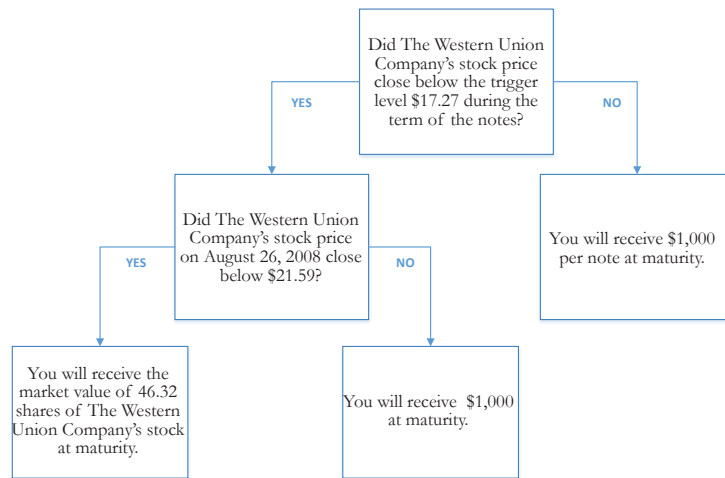 Did The Western Union
Company's stock price
close below the trigger
level $17.27 during the
term of the notes?
YES
NO
Did The Western Union
Company's stock price
on August 26, 2008 close
below $21.59?
You will receive $1,000
per note at maturity.
YES
NO
You will receive the
market value of 46.32
shares of The Western
Union Company's stock
at maturity.
You will receive $1,000
at maturity.